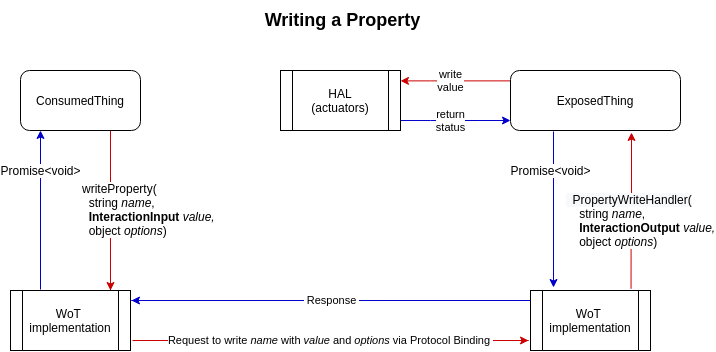 Writing a Property
ConsumedThing
HAL
(actuators)
write
value
return
status
ExposedThing
Promise<void>
writeProperty(
string name,
InteractionInput value,
object options)
Promise<void>
PropertyWriteHandler(
string name,
InteractionOutput value,
object options)
WoT
implementation
Response
Request to write name with value and options via Protocol Binding
WoT
implementation